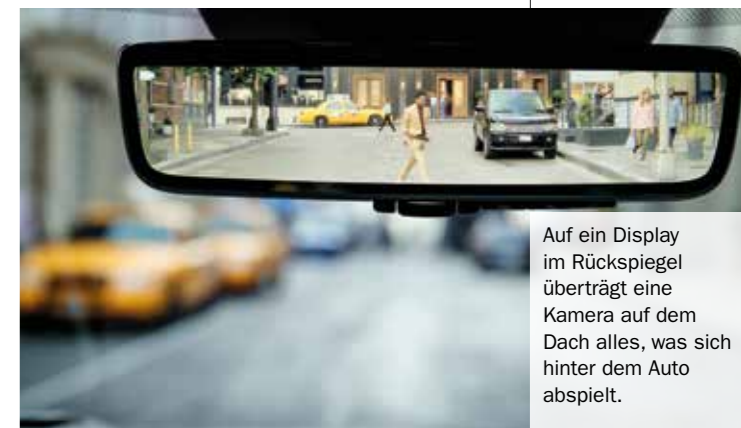 Auf ein Display
im Rückspiegel
überträgt eine
Kamera auf dem
Dach alles, was sich
hinter dem Auto
abspielt.